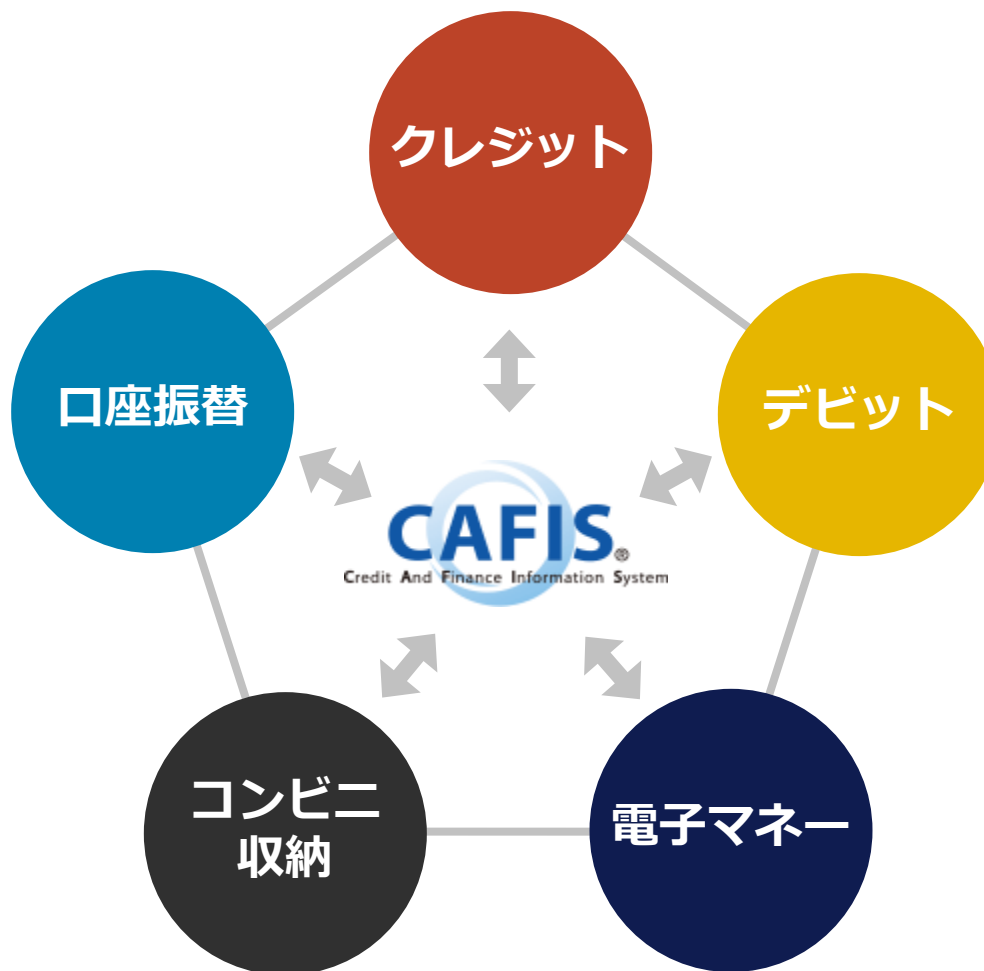 クレジット
口座振替
デビット
CAFIS®
Credit And Finance Information System
コンビニ
収納
電子マネー